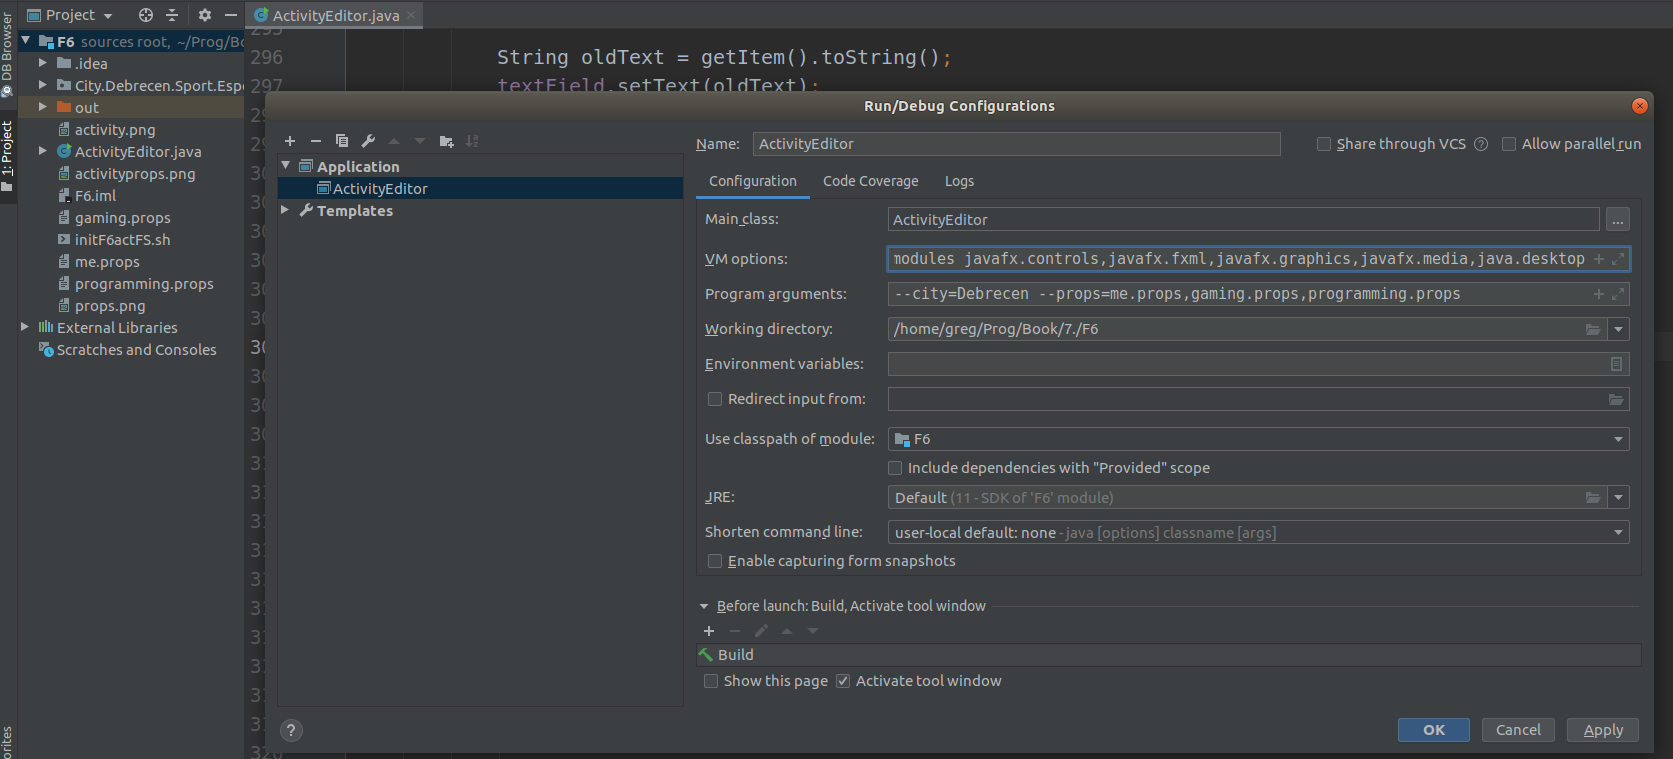 Project
ActivityEditor.java
DB Browser
1: Project
F6 sources root, ~/Prog/Bo
.idea
City.Debrecen.Sport.Esp
out
activity.png
ActivityEditor.java
activityprops.png
F6.iml
gaming.props
initF6actFS.sh
me.props
programming.props
props.png
External Libraries
Scratches and Consoles
orites
295
296 String oldText = getItem().toString();
297 textField.setText(oldText);
Run/Debug Configurations
Application
ActivityEditor
Templates
Name: ActivityEditor
Share through VCS ?
Allow parallel run
Configuration Code Coverage Logs
Main class: ActivityEditor ...
VM options: modules javafx.controls,javafx.fxml,javafx.graphics,javafx.media,java.desktop
Program arguments: --city=Debrecen --props=me.props,gaming.props,programming.props
Working directory: /home/greg/Prog/Book/7./F6
Environment variables:
Redirect input from:
Use classpath of module: F6
Include dependencies with "Provided" scope
JRE: Default (11 - SDK of 'F6' module)
Shorten command line: user-local default: none - java [options] classname [args]
Enable capturing form snapshots
Before launch: Build, Activate tool window
Build
Show this page Activate tool window
?
OK Cancel Apply